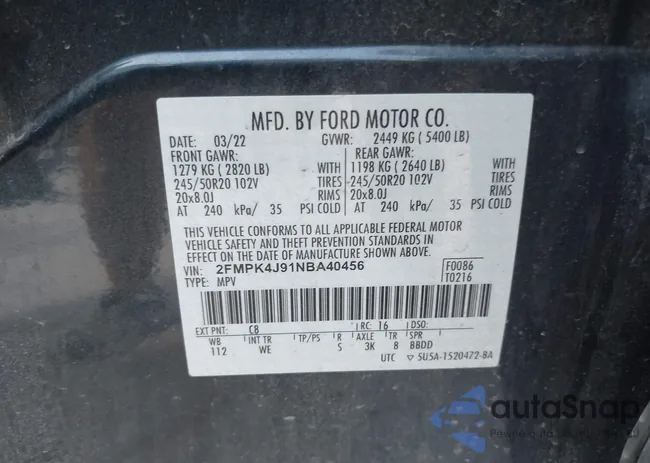 MFD. BY FORD MOTOR CO.
DATE: 03/22 GVWR: 2449 KG ( 5400 LB)
FRONT GAWR: REAR GAWR:
1279 KG ( 2820 LB) WITH 1198 KG ( 2640 LB) WITH
245/50R20 102V TIRES 245/50R20 102V TIRES
20x8.0J RIMS 20x8.0J RIMS
AT 240 kPa/ 35 PSI COLD AT 240 kPa/ 35 PSI COLD
THIS VEHICLE CONFORMS TO ALL APPLICABLE FEDERAL MOTOR
VEHICLE SAFETY AND THEFT PREVENTION STANDARDS IN
EFFECT ON THE DATE OF MANUFACTURE SHOWN ABOVE.
VIN: 2FMPK4J91NBA40456 F0086
TYPE: MPV T0216
EXT PNT: C8 RC: 16 DSO:
WB INT TR TP/PS R AXLE TR SPR
112 WE S 3K 8 BBDD
UTC ▽ 5U5A-1520472-BA
autoSnap